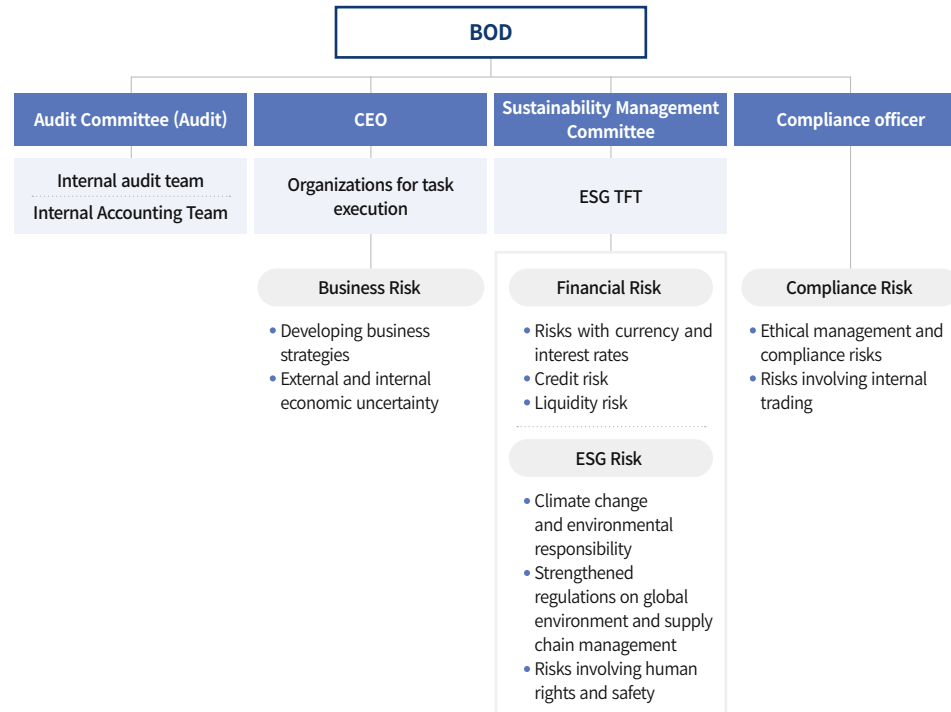 BOD
Audit Committee (Audit)
CEO
Sustainability Management
Committee
Compliance officer
Internal audit team
Internal Accounting Team
Organizations for task
execution
ESG TFT
Business Risk
• Developing business
strategies
• External and internal
economic uncertainty
Financial Risk
• Risks with currency and
interest rates
• Credit risk
• Liquidity risk
ESG Risk
• Climate change
and environmental
responsibility
• Strengthened
regulations on global
environment and supply
chain management
• Risks involving human
rights and safety
Compliance Risk
• Ethical management and
compliance risks
• Risks involving internal
trading